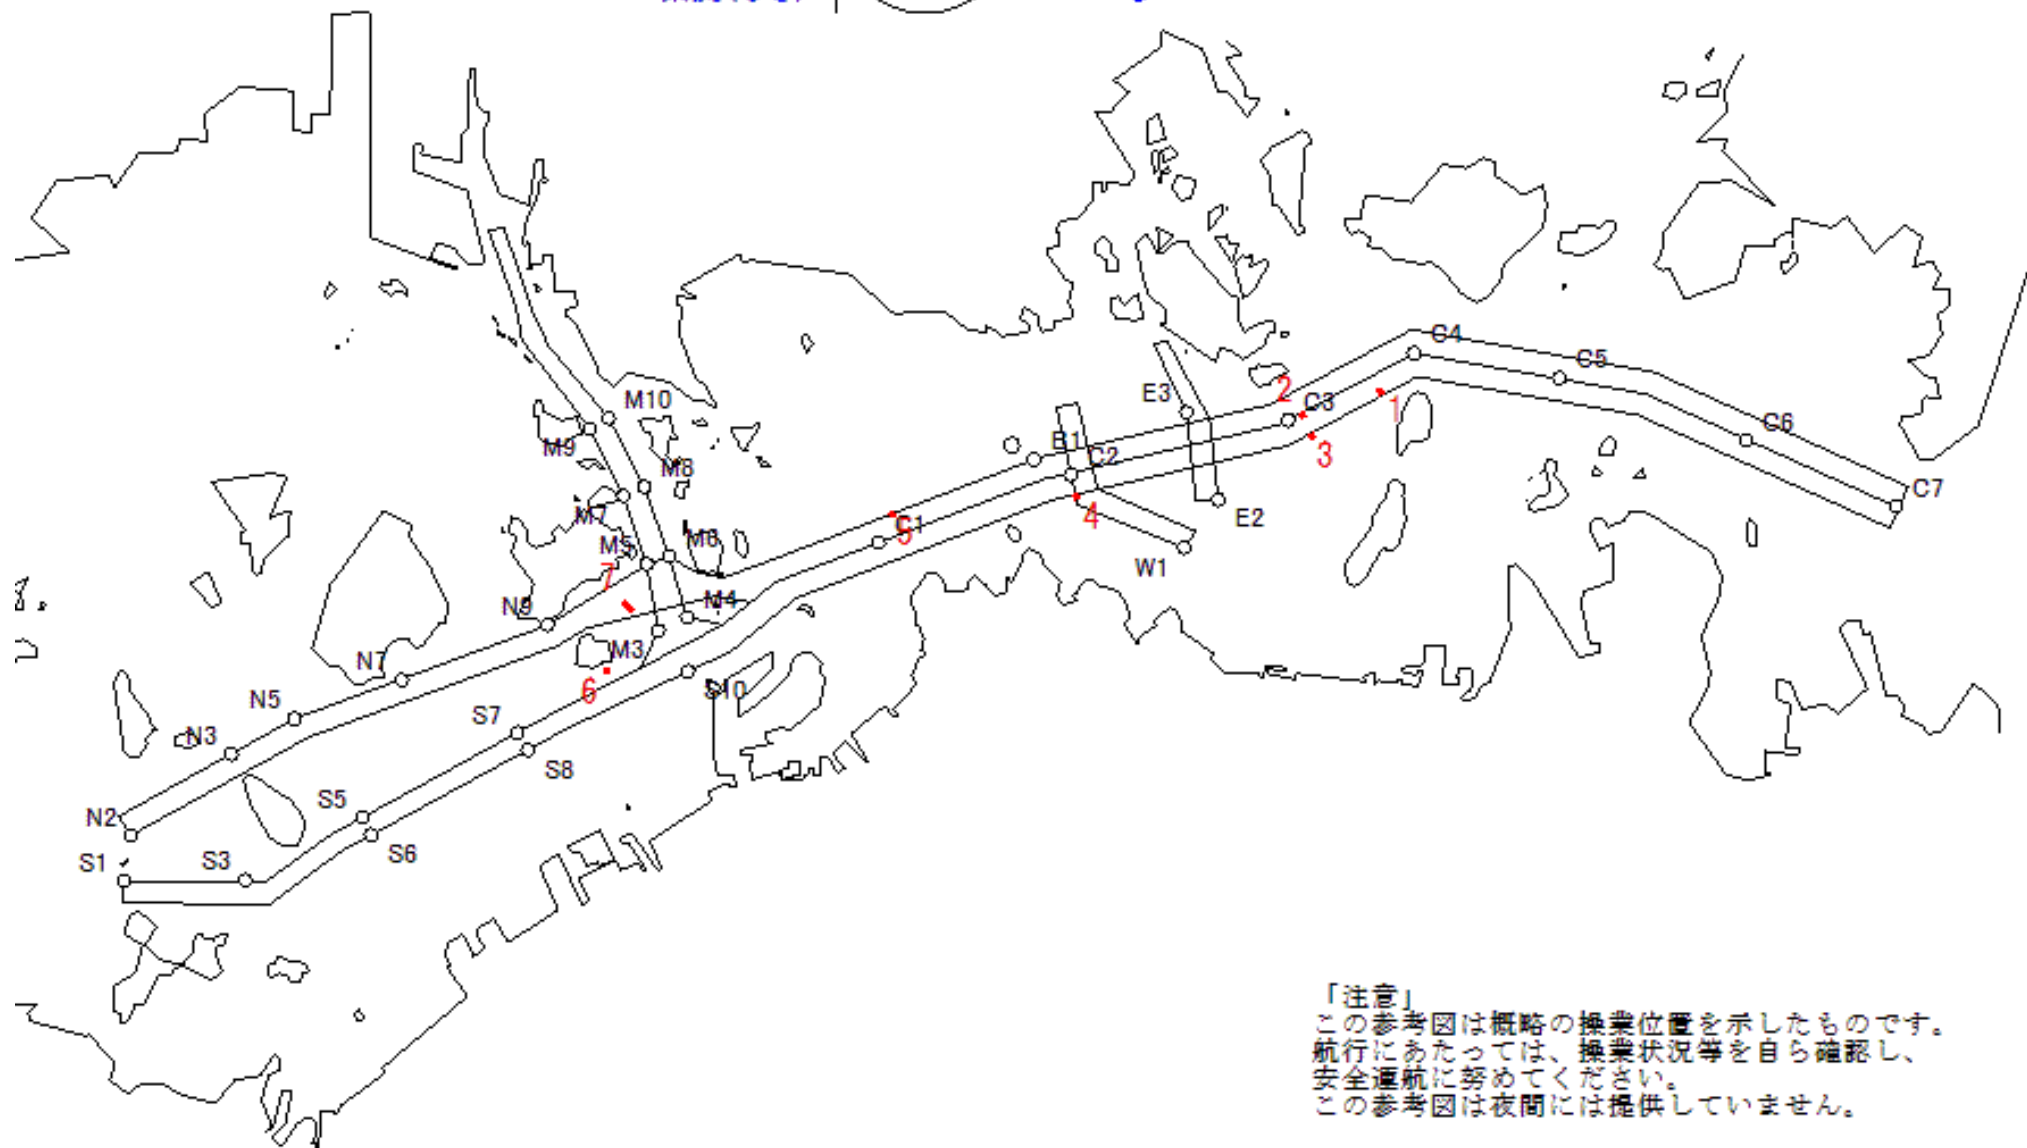 C4
C5
E3
2
C3
1
M10
C6
B1
3
M9
M8
C2
C7
4
E2
M7
C1
5
M5
M6
W1
7
N9
M4
M3
N7
6
S10
N5
S7
N3
S8
S5
N2
S6
S1
S3
「注意」
この参考図は概略の操業位置を示したものです。
航行にあたっては、操業状況等を自ら確認し、
安全運航に努めてください。
この参考図は夜間には提供していません。